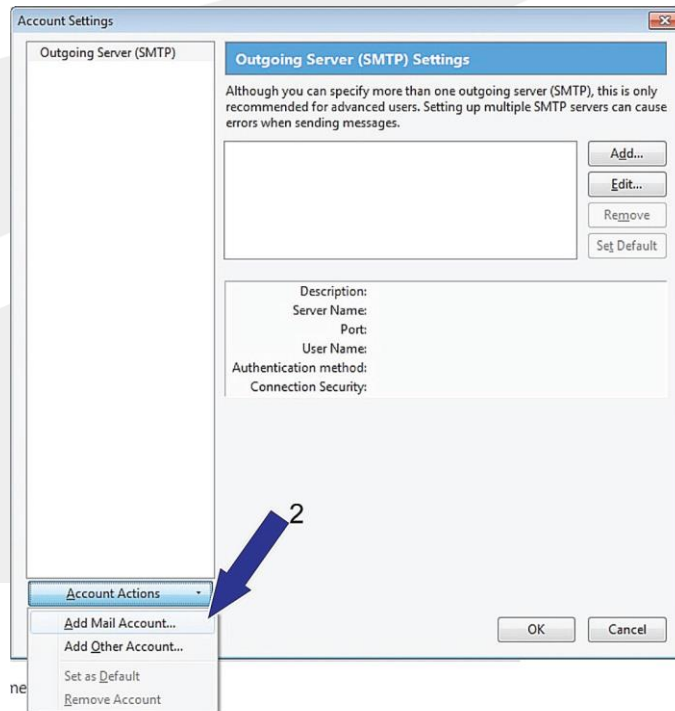 Account Settings
Outgoing Server (SMTP)
Outgoing Server (SMTP) Settings
Although you can specify more than one outgoing server (SMTP), this is only
recommended for advanced users. Setting up multiple SMTP servers can cause
errors when sending messages.
Add...
Edit...
Remove
Set Default
Description:
Server Name:
Port:
User Name:
Authentication method:
Connection Security:
2
Account Actions
Add Mail Account...
Add Other Account...
Set as Default
Remove Account
OK
Cancel